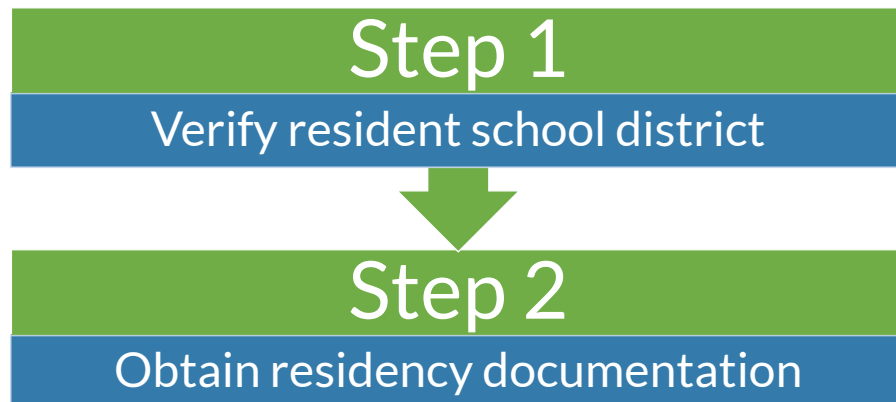 Step 1
Verify resident school district
Step 2
Obtain residency documentation